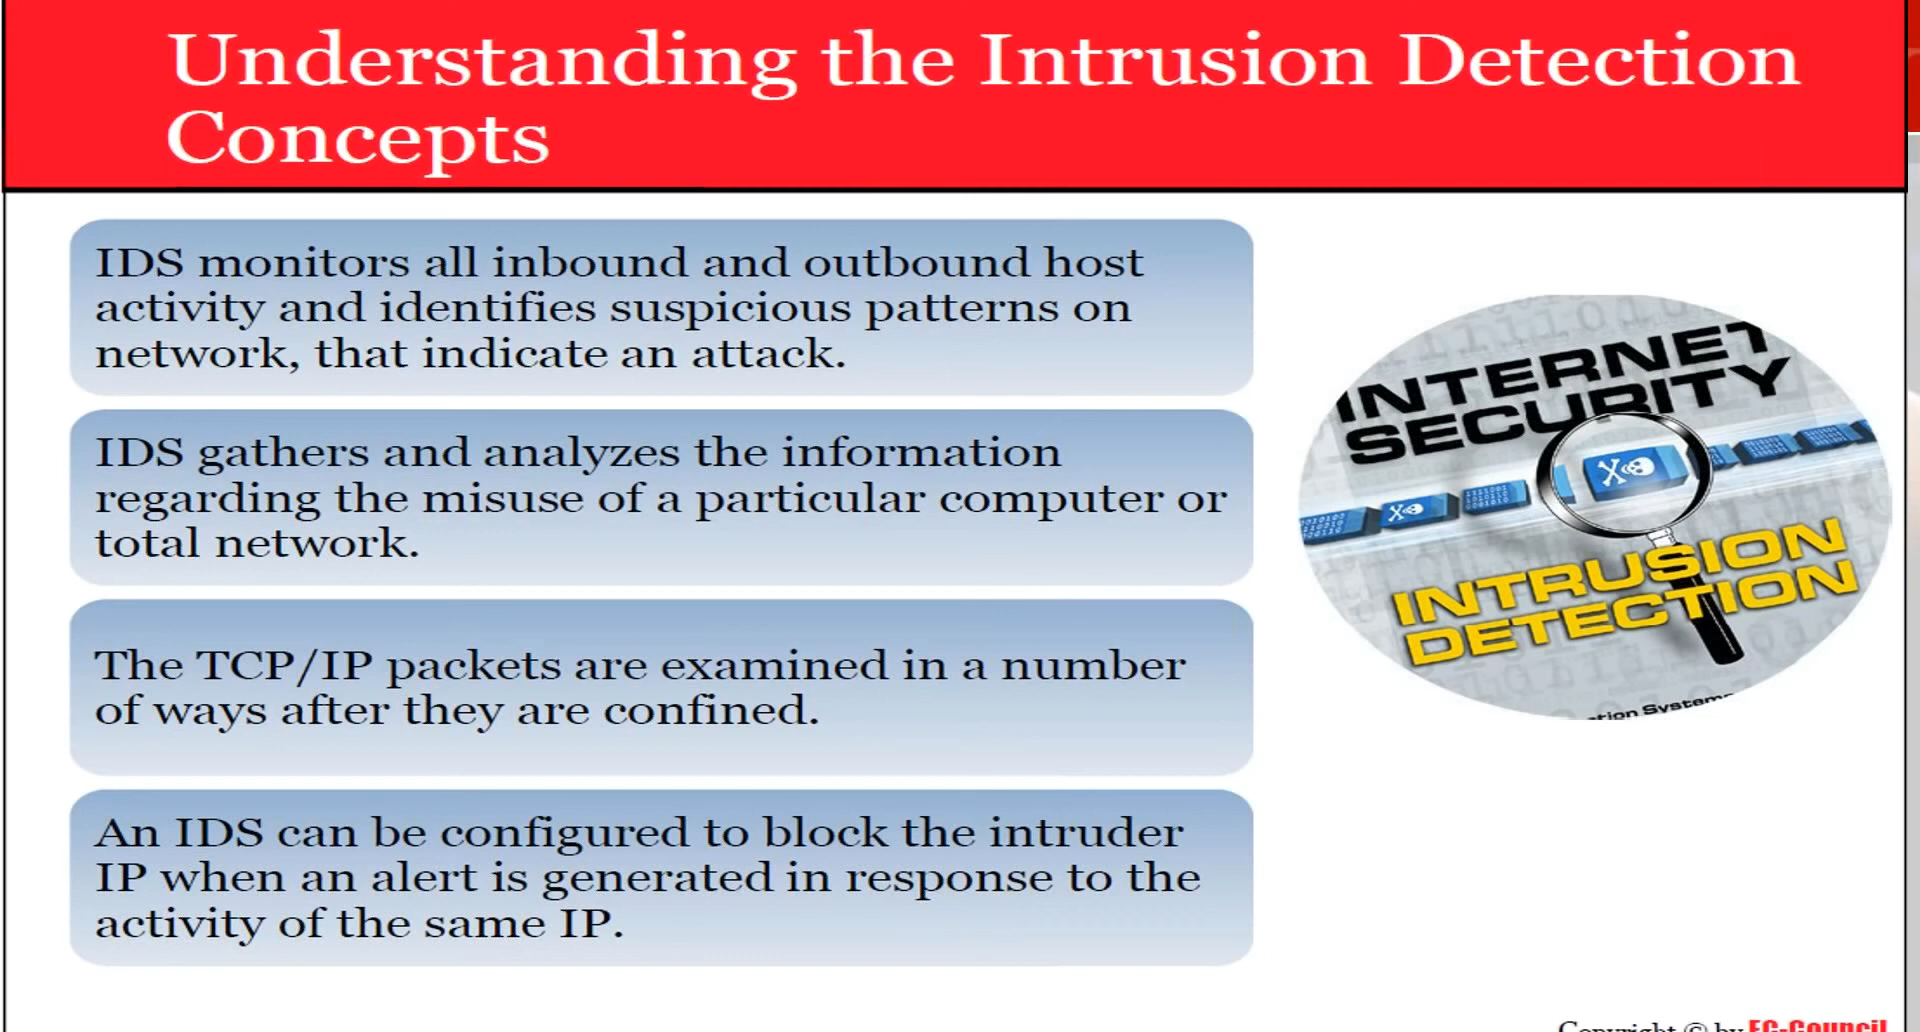 Understanding the Intrusion Detection
Concepts
IDS monitors all inbound and outbound host
activity and identifies suspicious patterns on
network, that indicate an attack.
IDS gathers and analyzes the information
regarding the misuse of a particular computer or
total network.
The TCP/IP packets are examined in a number
of ways after they are confined.
An IDS can be configured to block the intruder
IP when an alert is generated in response to the
activity of the same IP.
INTERNET
SECURITY
INTRUSION
DETECTION
Copyright © by EC-Council